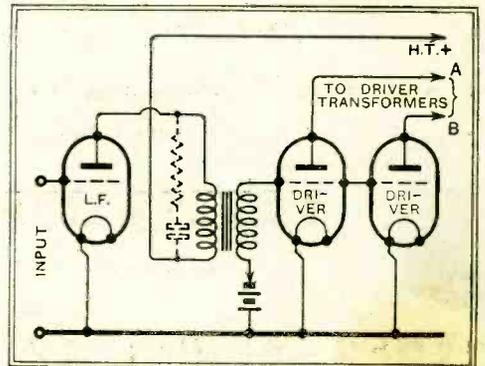 H.T.+
A
TO DRIVER
TRANSFORMERS
B
L.F.
DRI-
VER
DRI-
VER
INPUT